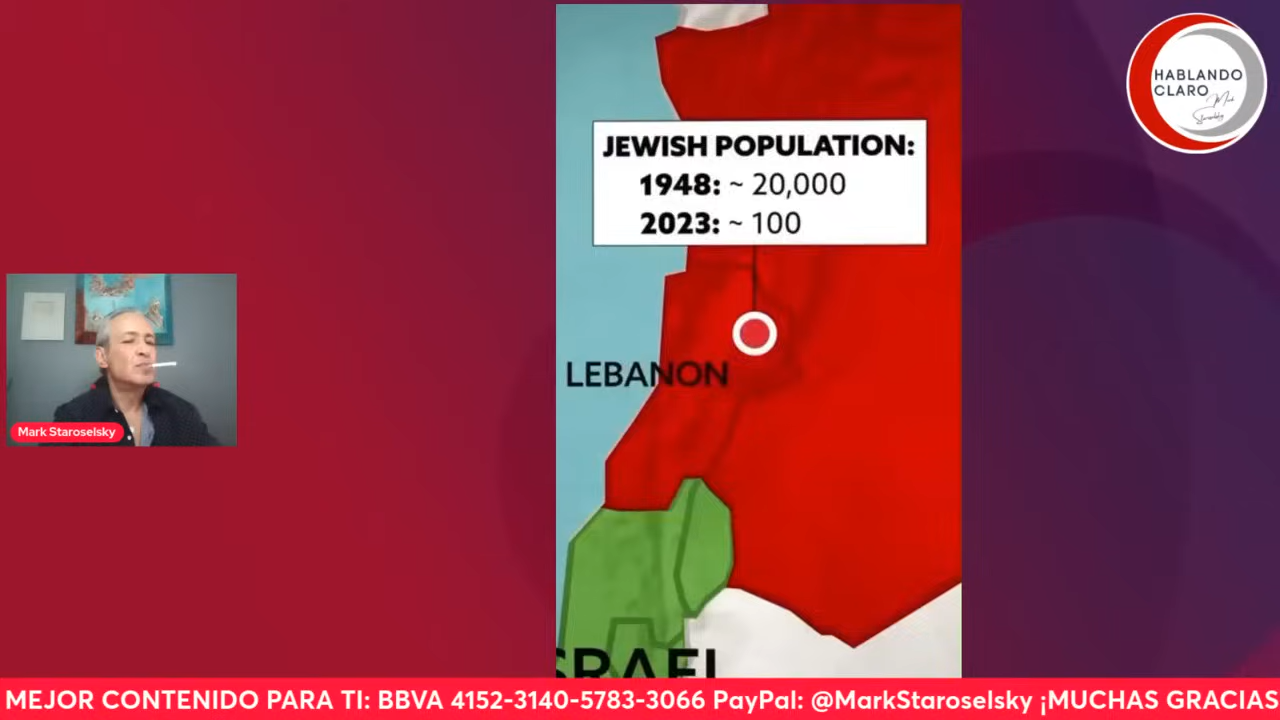 HABLANDO
CLARO
JEWISH POPULATION:
1948: ~ 20,000
2023: ~ 100
LEBANON
Mark Staroselsky
SRAEL
MEJOR CONTENIDO PARA TI: BBVA 4152-3140-5783-3066 PayPal: @MarkStaroselsky ¡MUCHAS GRACIAS